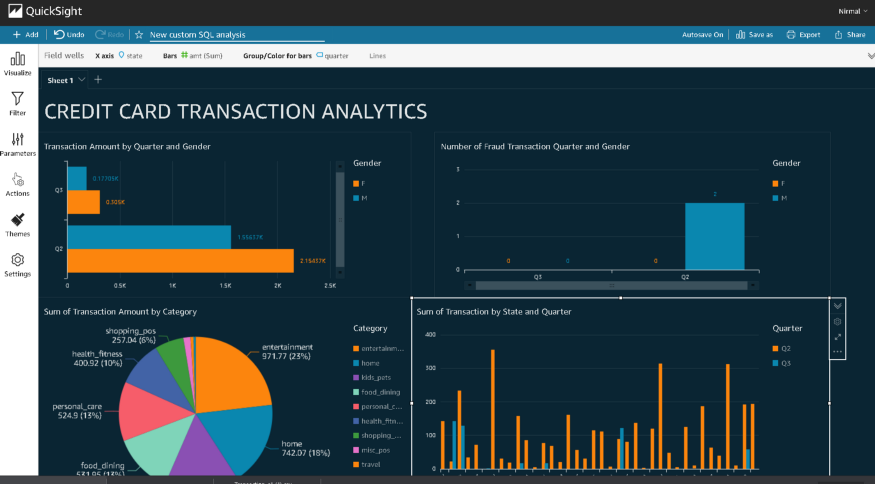 QuickSight
Nirmal
Add Undo Redo New custom SQL analysis Autosave On Save as Export Share
Field wells X axis state Bars amt (Sum) Group/Color for bars quarter Lines
Visualize
Filter
Parameters
Actions
Themes
Settings
Sheet 1
CREDIT CARD TRANSACTION ANALYTICS
Transaction Amount by Quarter and Gender
Q3
Q2
0.305K
2.15417K
0 0.5K 1K 1.5K 2K 2.5K
Gender
F
M
Number of Fraud Transaction Quarter and Gender
3
2
1
0
0 0 0 2
Q3 Q2
Gender
F
M
Sum of Transaction Amount by Category
shopping_pos
257.04 (6%)
health_fitness
400.92 (10%)
personal_care
524.9 (13%)
food_dining
531.95 (13%)
entertainment
971.77 (23%)
home
742.07 (18%)
Category
entertainm...
home
kids_pets
food_dining
personal_c...
health_fitn...
shopping_...
misc_pos
travel
Sum of Transaction by State and Quarter
400
300
200
100
0
Quarter
Q2
Q3